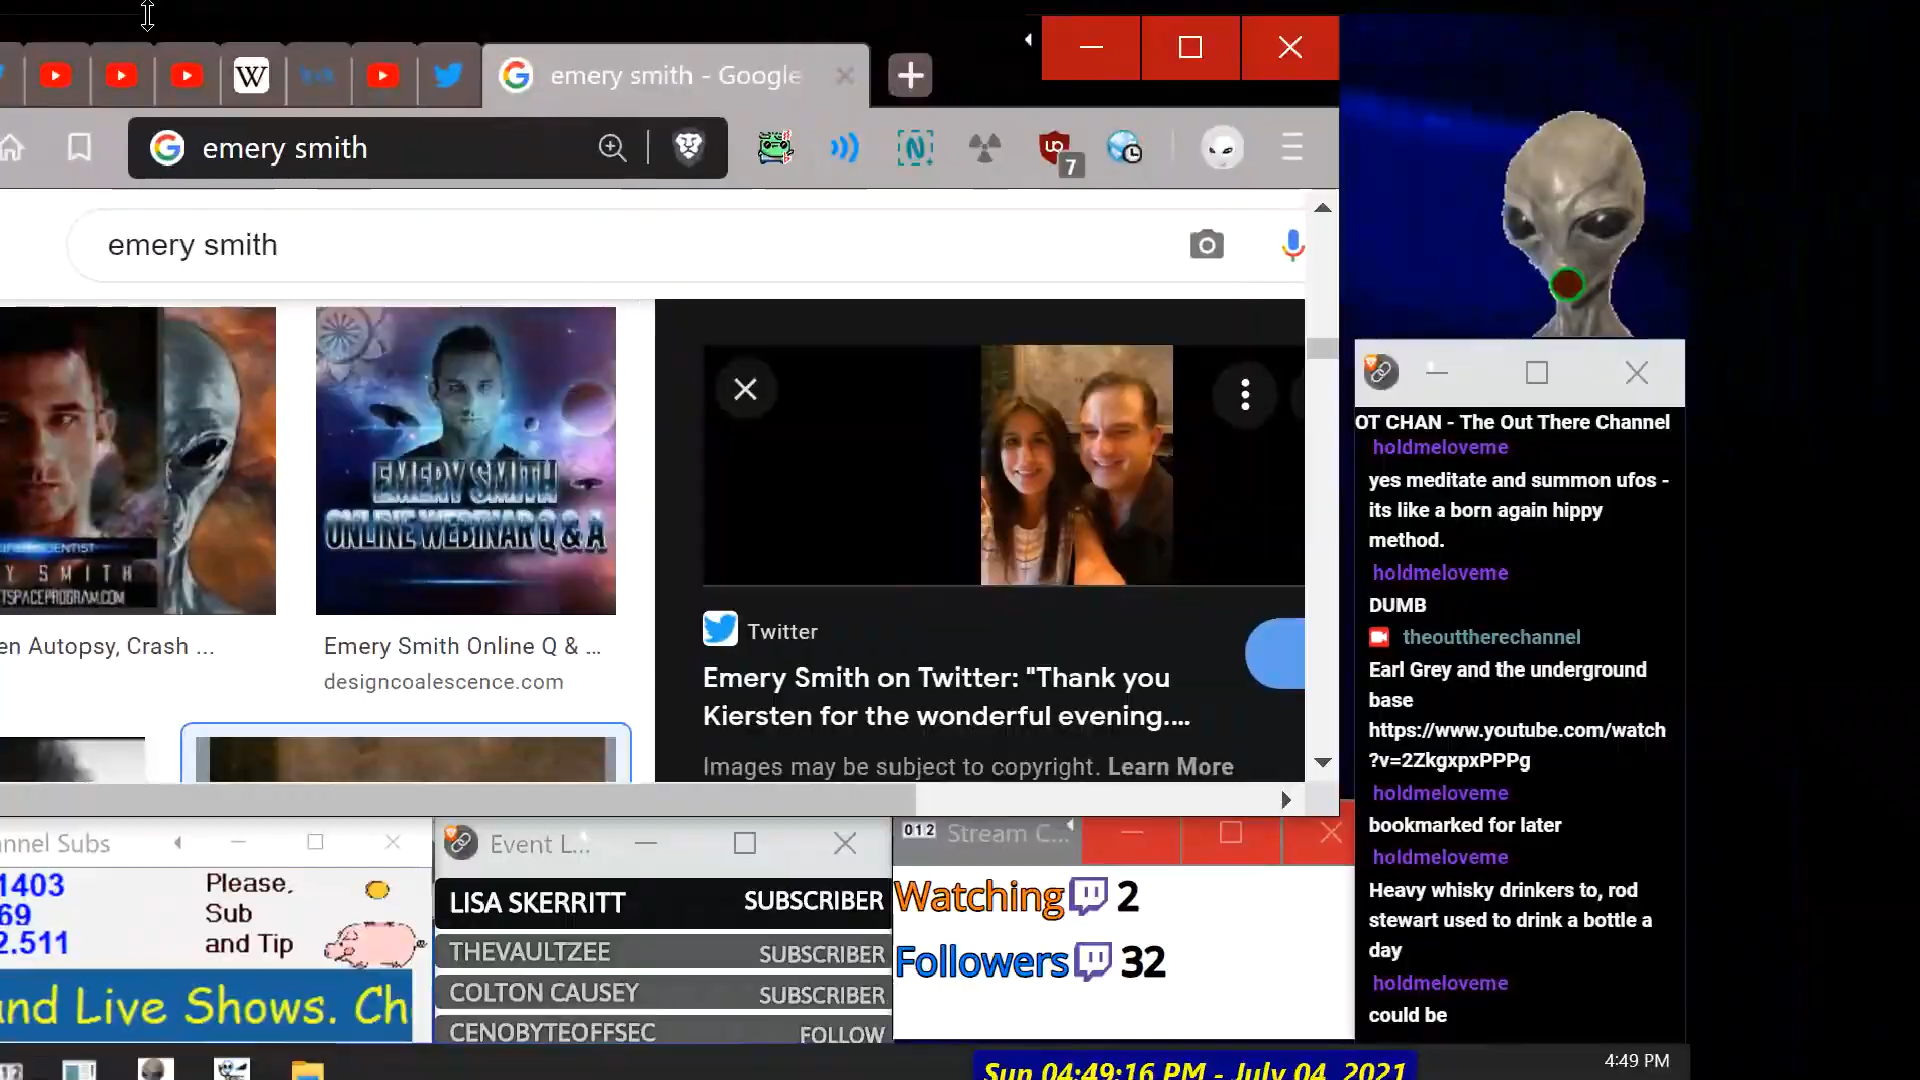 W
emery smith - Google
emery smith
7
emery smith
Y SMITH
TSPACEPROGRAM.COM
EMERY SMITH
ONLINE WEBINAR Q & A
en Autopsy, Crash ...
Emery Smith Online Q & ...
designcoalescence.com
Twitter
Emery Smith on Twitter: "Thank you
Kiersten for the wonderful evening....
Images may be subject to copyright. Learn More
OT CHAN - The Out There Channel
holdmeloveme
yes meditate and summon ufos -
its like a born again hippy
method.
holdmeloveme
DUMB
theouttherechannel
Earl Grey and the underground
base
https://www.youtube.com/watch
?v=2ZkgxpxPPPg
holdmeloveme
bookmarked for later
holdmeloveme
Heavy whisky drinkers to, rod
stewart used to drink a bottle a
day
holdmeloveme
could be
nnel Subs
1403
69
2.511
Please,
Sub
and Tip
and Live Shows. Ch
Event L...
LISA SKERRITT SUBSCRIBER
THEVAULTZEE SUBSCRIBER
COLTON CAUSEY SUBSCRIBER
CENOBYTEOFFSEC FOLLOW
012 Stream C...
Watching 2
Followers 32
4:49 PM
Sun 04:49:16 PM - July 04, 2021